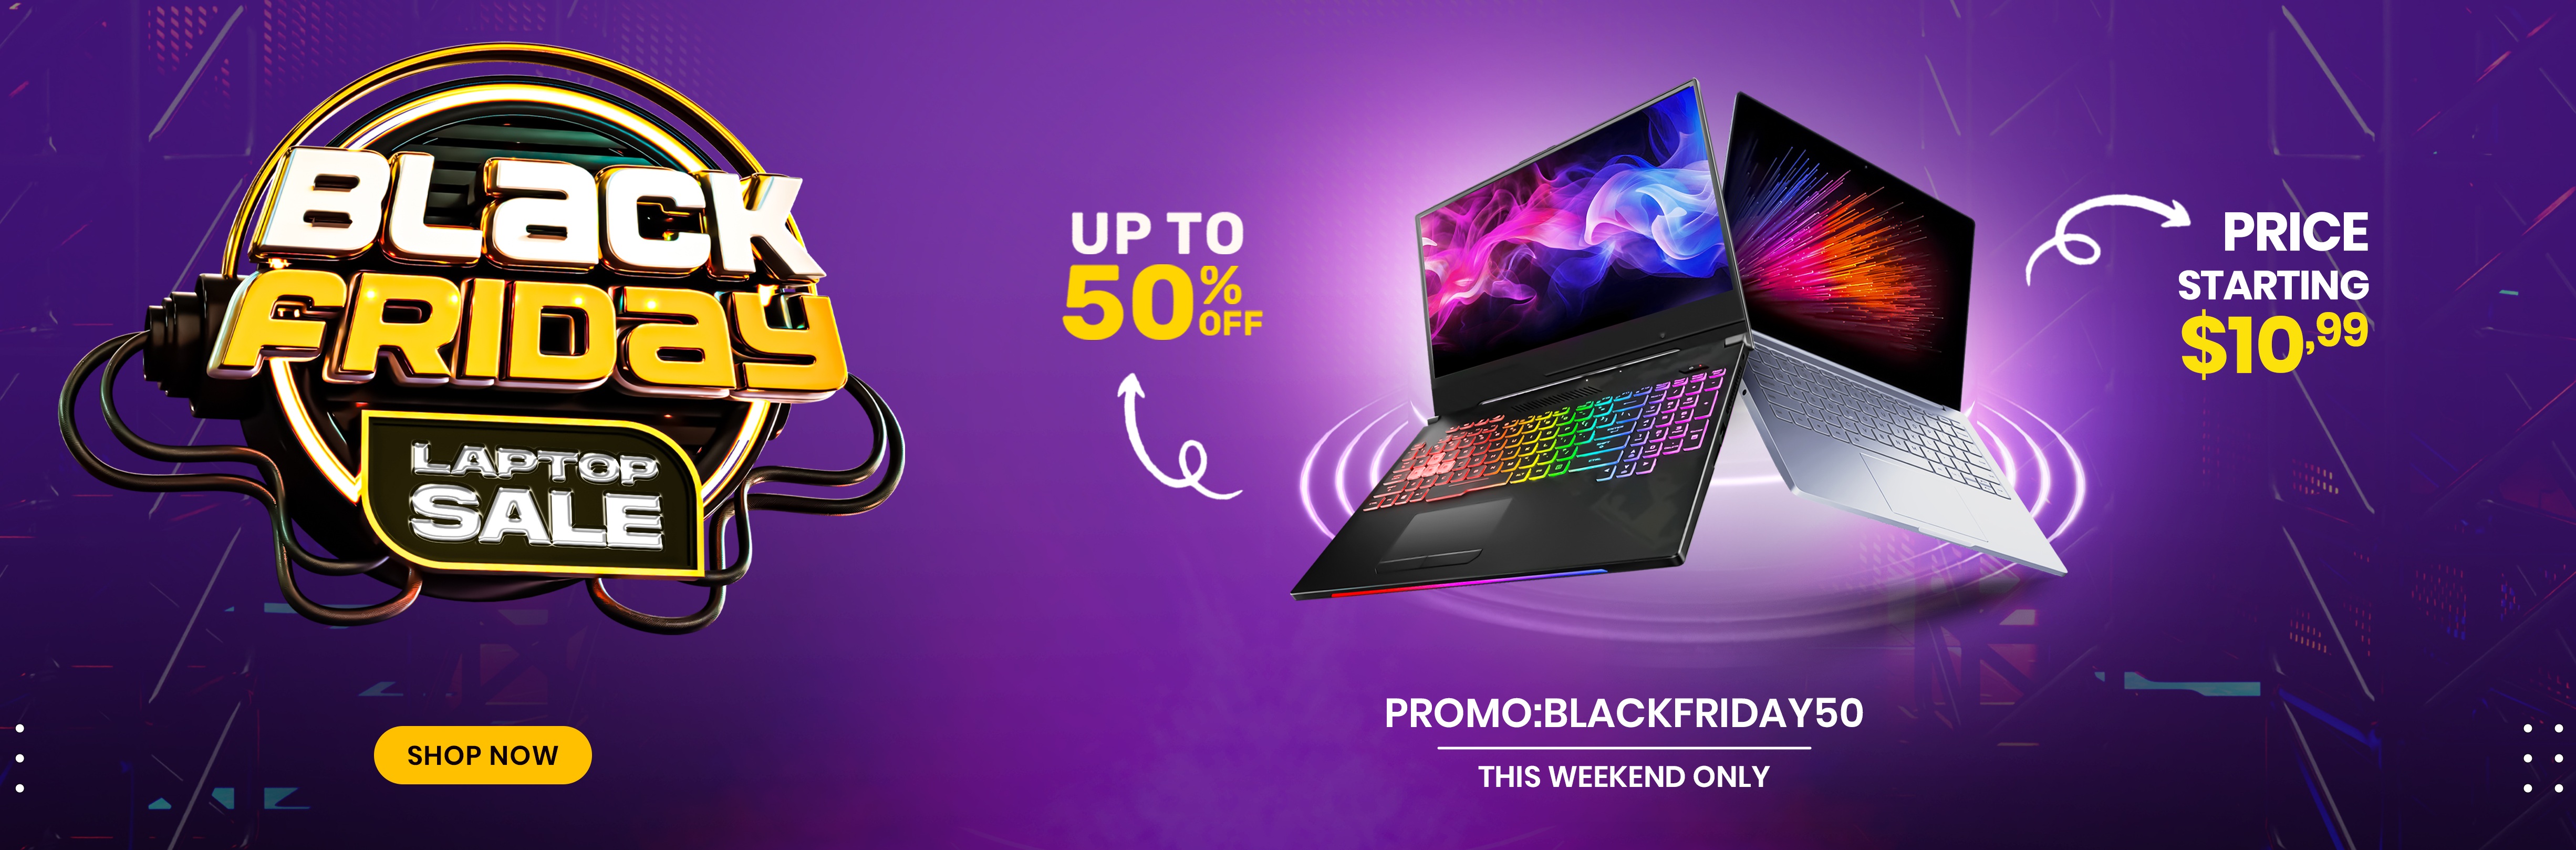 BLACK
FRIDAY
LAPTOP
SALE
SHOP NOW
UP TO
50%
OFF
PRICE
STARTING
$10,99
PROMO:BLACKFRIDAY50
THIS WEEKEND ONLY